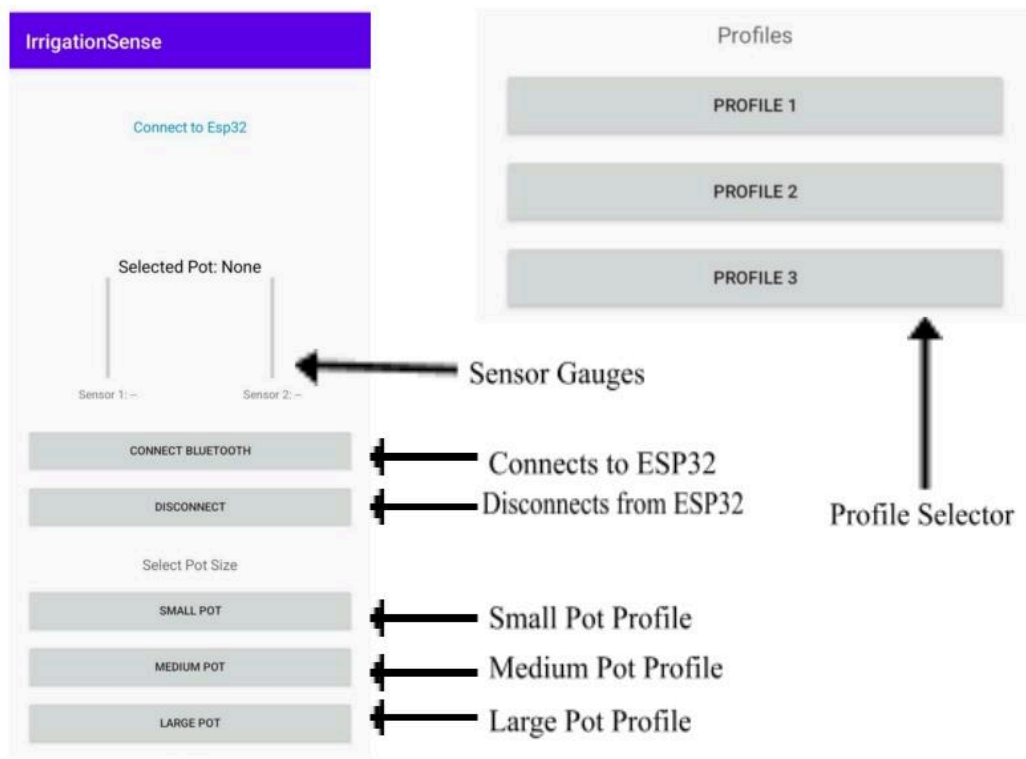 IrrigationSense
Connect to Esp32
Selected Pot: None
Sensor 1: --
Sensor 2: --
CONNECT BLUETOOTH
DISCONNECT
Select Pot Size
SMALL POT
MEDIUM POT
LARGE POT
Sensor Gauges
Connects to ESP32
Disconnects from ESP32
Small Pot Profile
Medium Pot Profile
Large Pot Profile
Profiles
PROFILE 1
PROFILE 2
PROFILE 3
Profile Selector